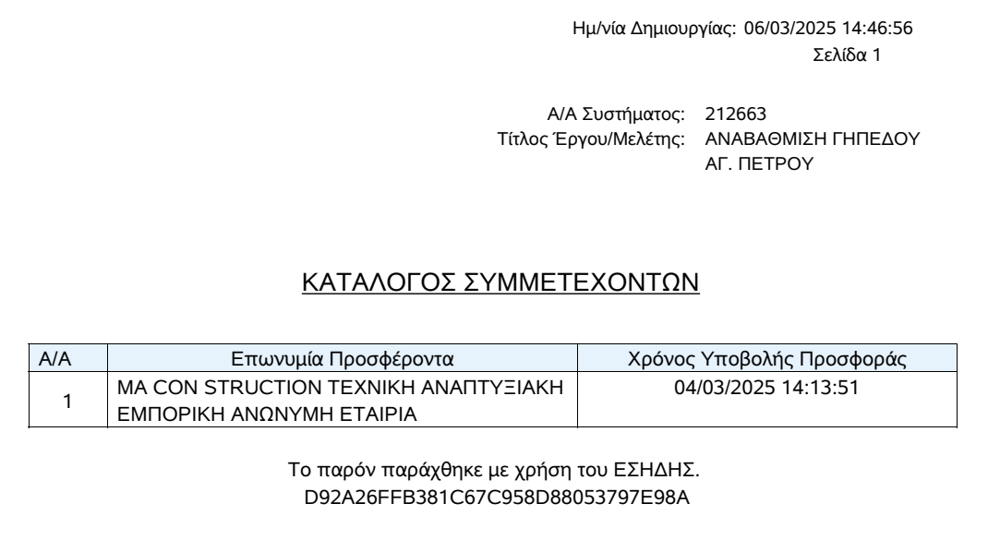 Ημ/νία Δημιουργίας: 06/03/2025 14:46:56
Σελίδα 1
Α/Α Συστήματος: 212663
Τίτλος Έργου/Μελέτης: ΑΝΑΒΑΘΜΙΣΗ ΓΗΠΕΔΟΥ
ΑΓ. ΠΕΤΡΟΥ
ΚΑΤΑΛΟΓΟΣ ΣΥΜΜΕΤΕΧΟΝΤΩΝ
Α/Α Επωνυμία Προσφέροντα Χρόνος Υποβολής Προσφοράς
1 MA CON STRUCTION ΤΕΧΝΙΚΗ ΑΝΑΠΤΥΞΙΑΚΗ 04/03/2025 14:13:51
ΕΜΠΟΡΙΚΗ ΑΝΩΝΥΜΗ ΕΤΑΙΡΙΑ
Το παρόν παράχθηκε με χρήση του ΕΣΗΔΗΣ.
D92A26FFB381C67C958D88053797E98A